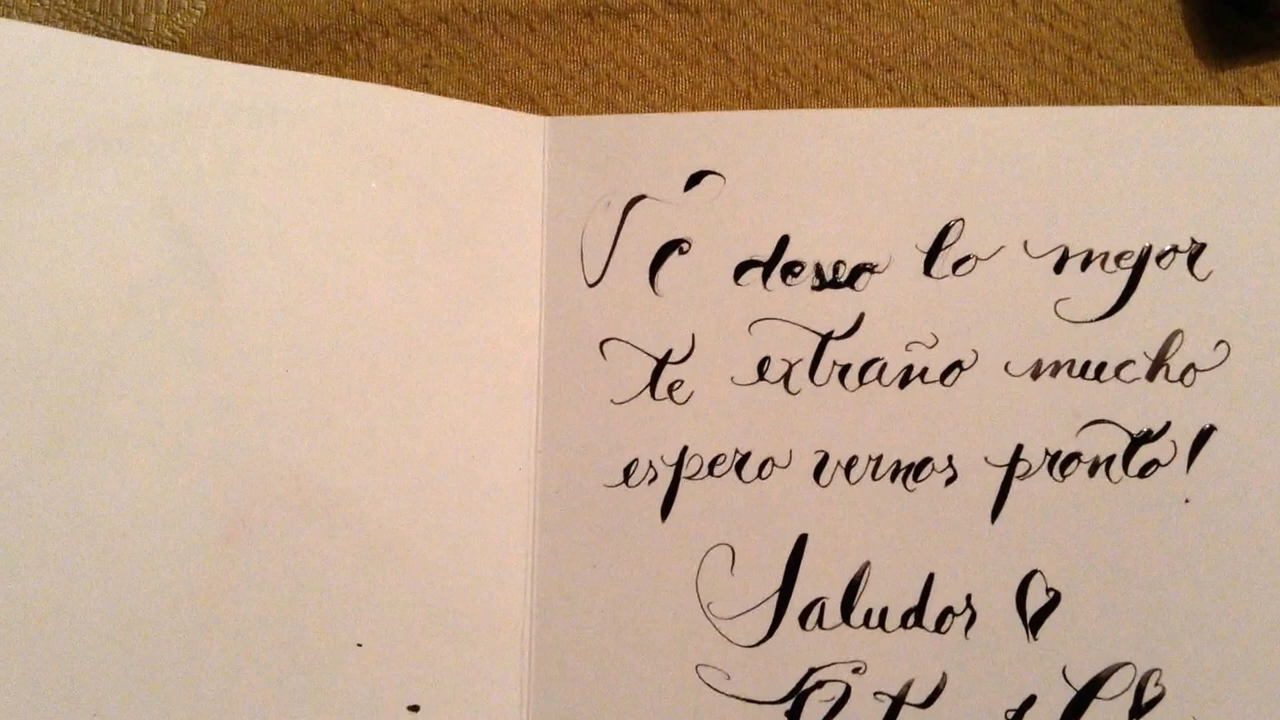 Te deseo lo mejor
te extraño mucho
espero vernos pronto!
Saludos